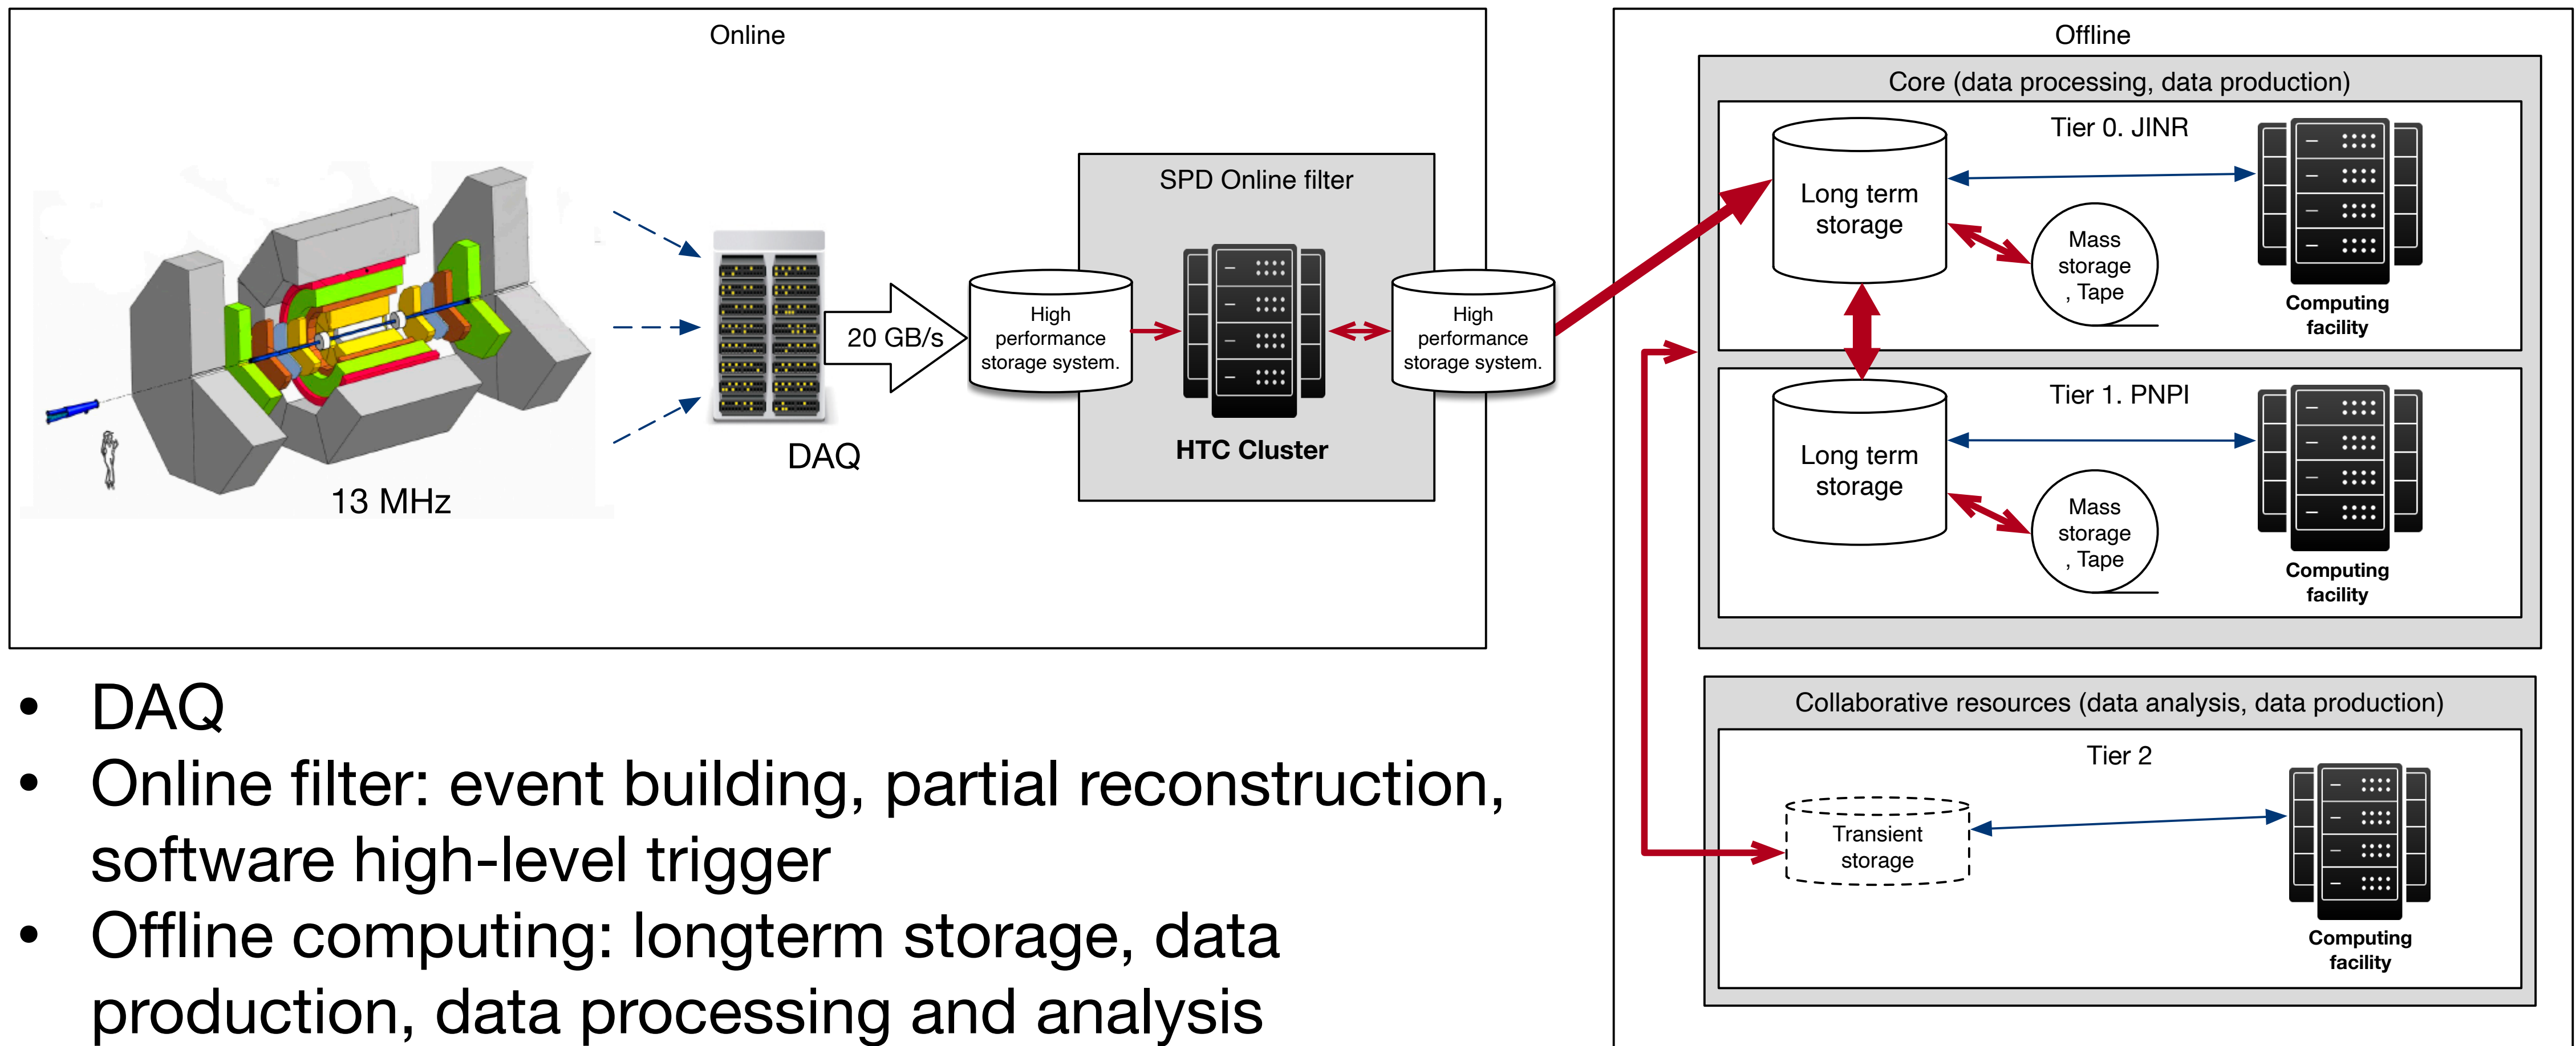 Online
13 MHz
DAQ
20 GB/s
High
performance
storage system.
SPD Online filter
HTC Cluster
High
performance
storage system.
Offline
Core (data processing, data production)
Tier 0. JINR
Long term
storage
Mass
storage
, Tape
Computing
facility
Tier 1. PNPI
Long term
storage
Mass
storage
, Tape
Computing
facility
Collaborative resources (data analysis, data production)
Tier 2
Transient
storage
Computing
facility
• DAQ
• Online filter: event building, partial reconstruction,
software high-level trigger
• Offline computing: longterm storage, data
production, data processing and analysis